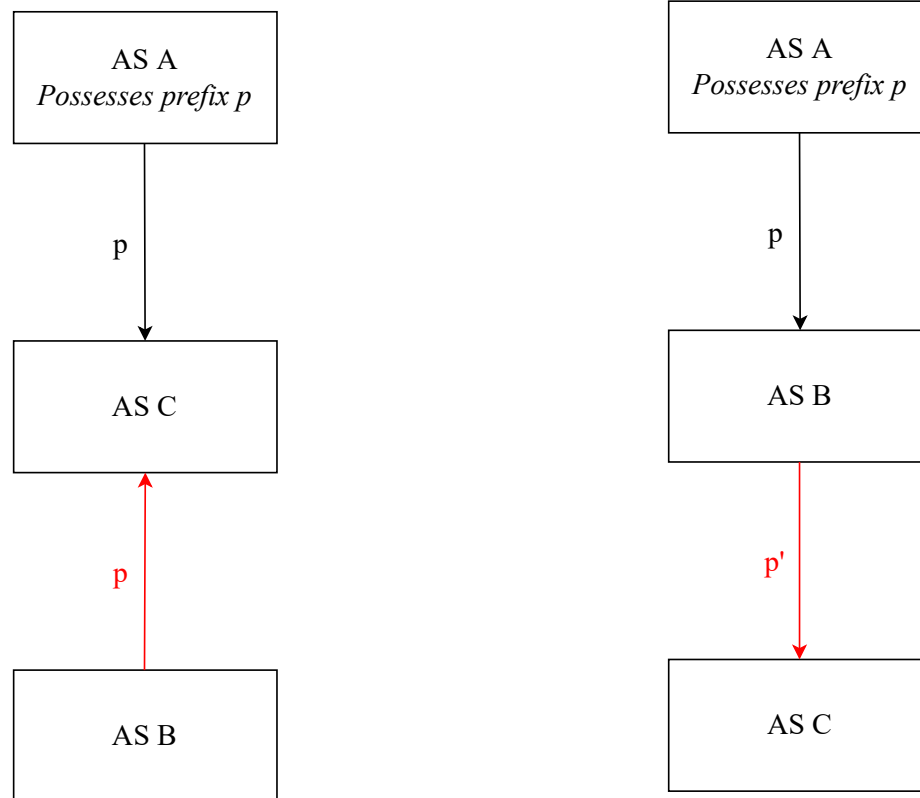 AS A
Possesses prefix p
p
AS C
p
AS B
AS A
Possesses prefix p
p
AS B
p'
AS C